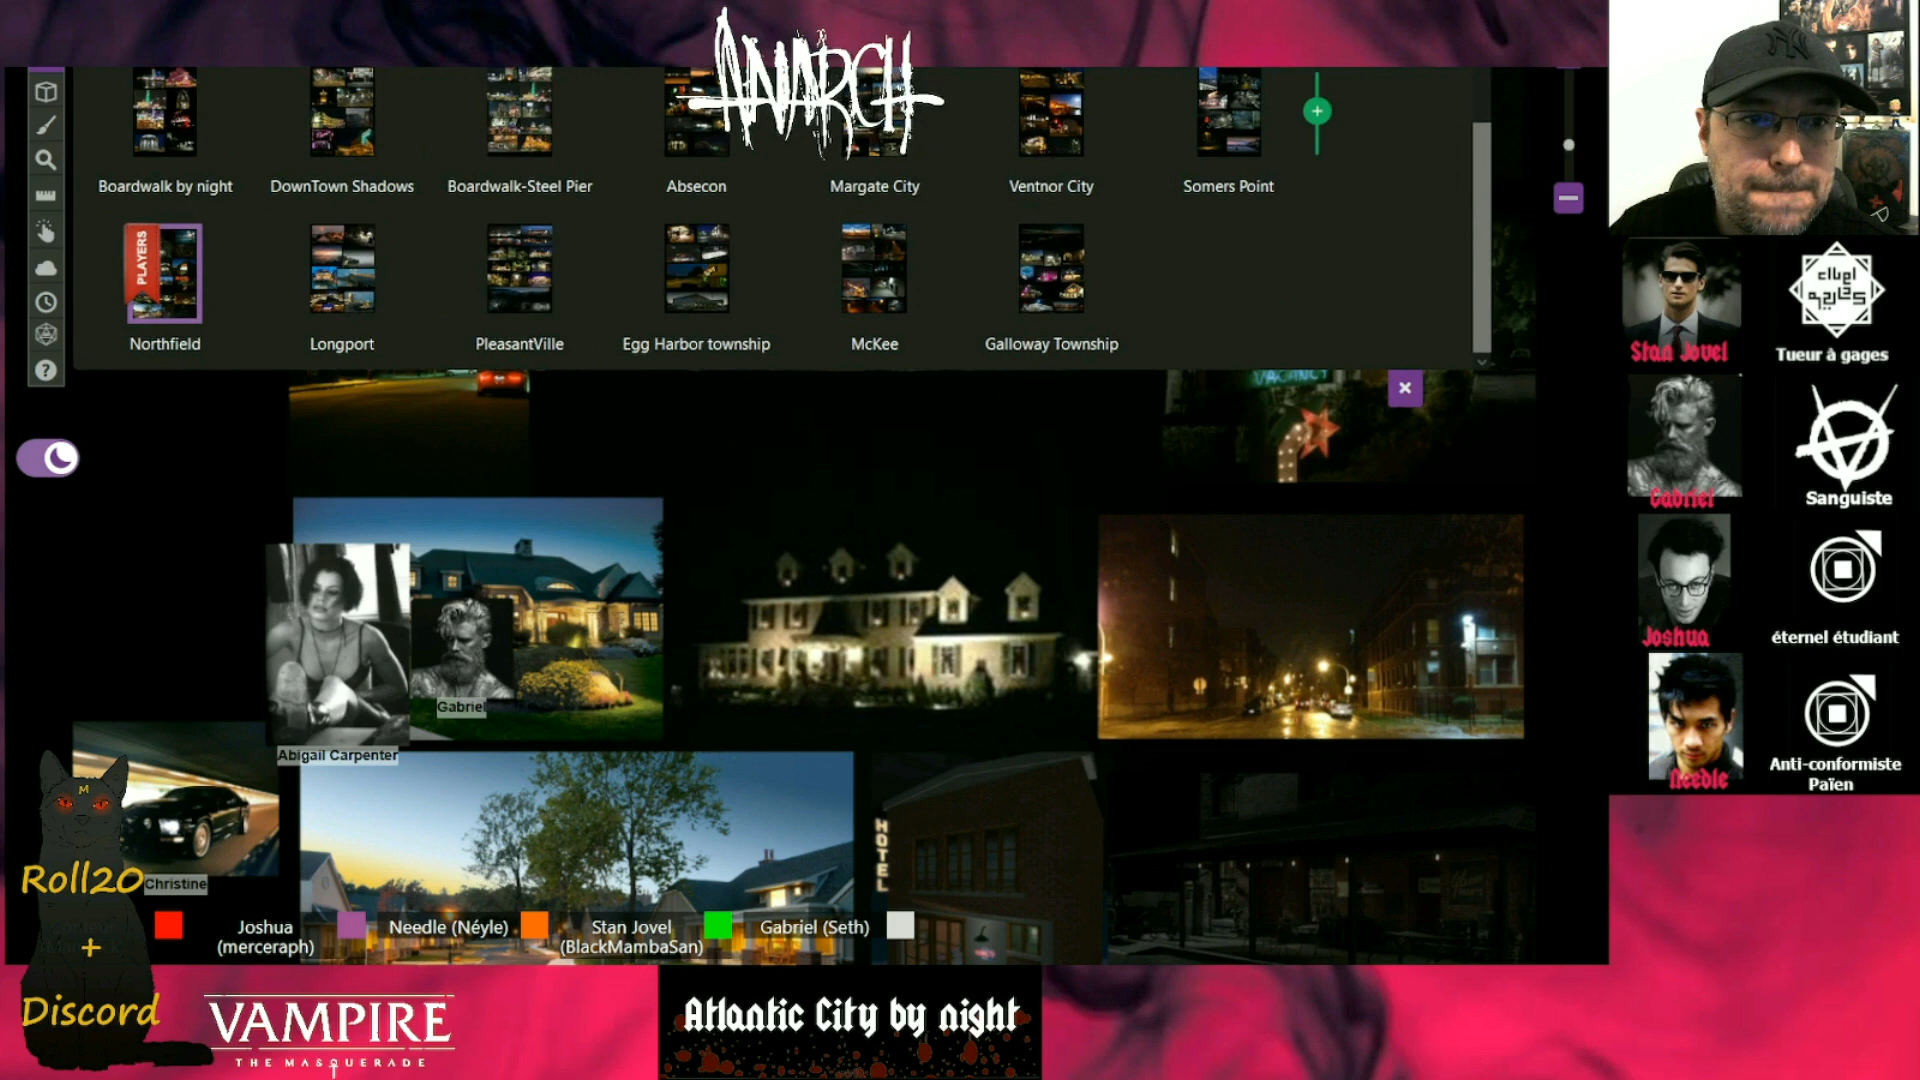 ANARCH
Boardwalk by night
DownTown Shadows
Boardwalk-Steel Pier
Absecon
Margate City
Ventnor City
Somers Point
PLAYERS
Northfield
Longport
PleasantVille
Egg Harbor township
McKee
Galloway Township
VACANCY
Stan Jovel
Tueur à gages
Gabriel
Sanguiste
Joshua
éternel étudiant
Needle
Anti-conformiste
Païen
Gabriel
Abigail Carpenter
HOTEL
M
Roll20
Christine
+
Discord
Joshua
(merceraph)
Needle (Néyle)
Stan Jovel
(BlackMambaSan)
Gabriel (Seth)
VAMPIRE
THE MASQUERADE
Atlantic City by night